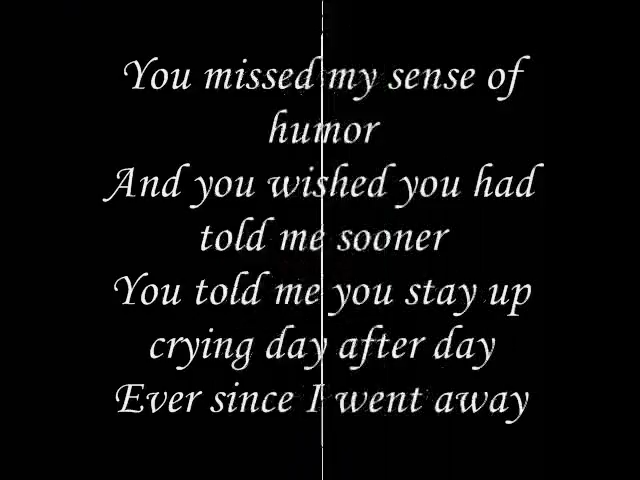 You missed my sense of
humor
And you wished you had
told me sooner
You told me you stay up
crying day after day
Ever since I went away